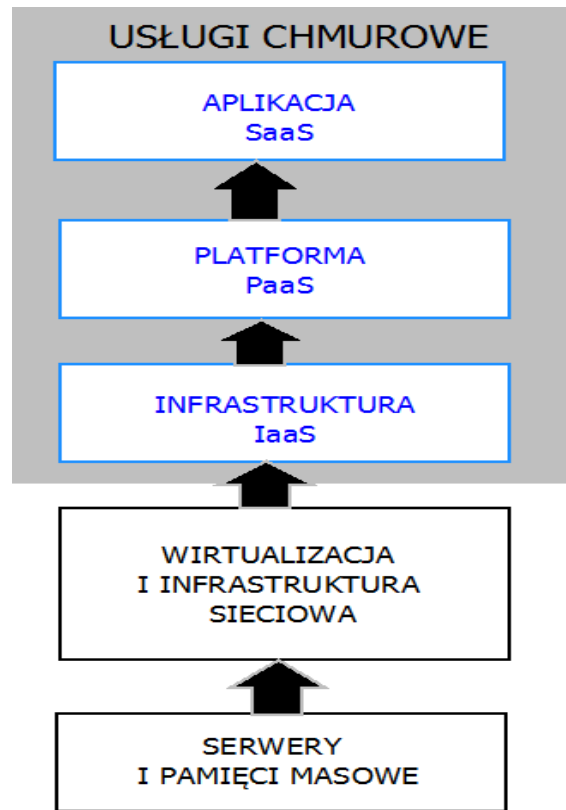 USŁUGI CHMUROWE
APLIKACJA
SaaS
PLATFORMA
PaaS
INFRASTRUKTURA
IaaS
WIRTUALIZACJA
I INFRASTRUKTURA
SIECIOWA
SERWERY
I PAMIĘCI MASOWE